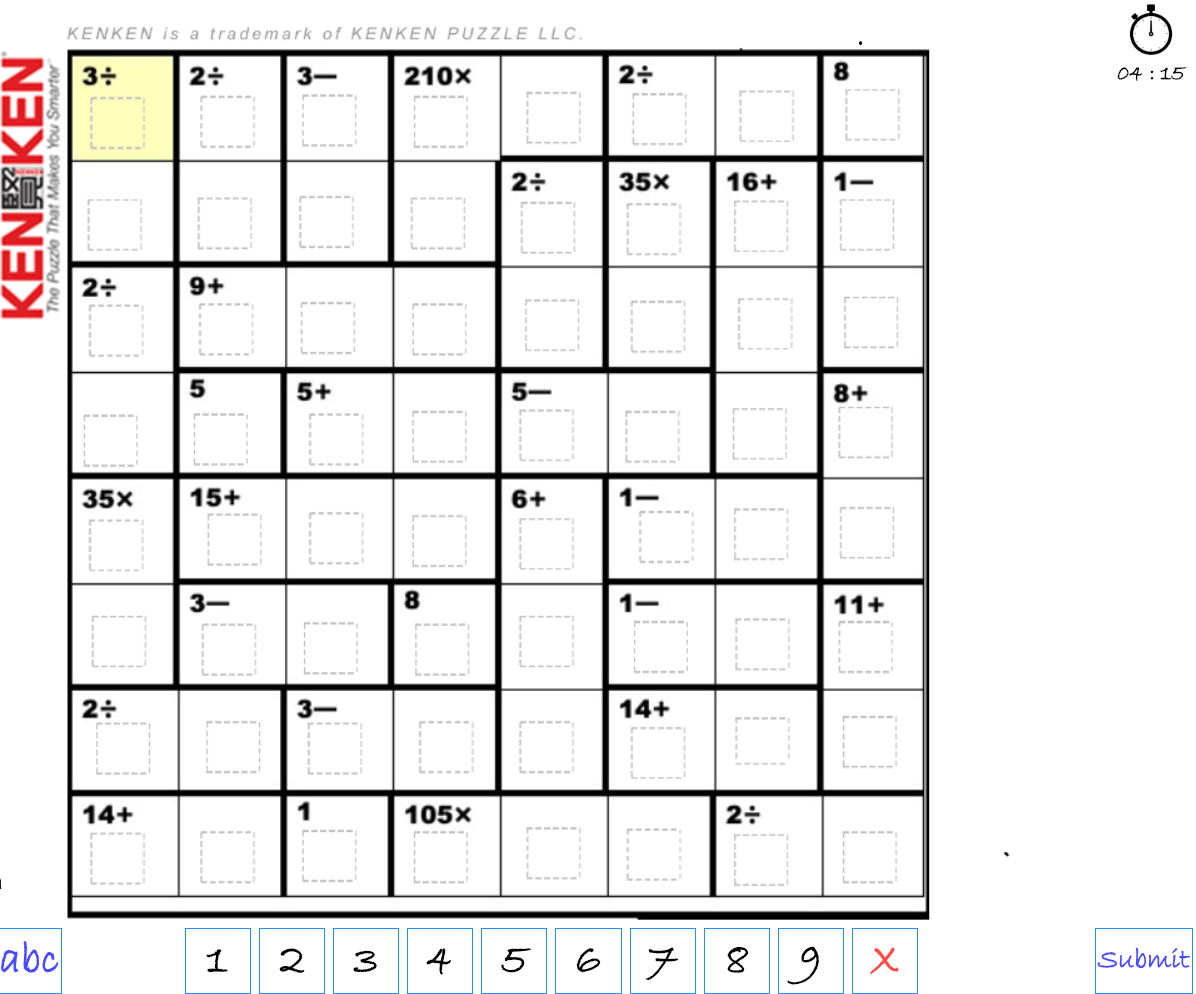 KENKEN is a trademark of KENKEN PUZZLE LLC.
04 : 15
KENKEN
The Puzzle That Makes You Smarter
3÷ 2÷ 3— 210× 2÷ 8
2÷ 35× 16+ 1—
2÷ 9+
5 5+ 5— 8+
35× 15+ 6+ 1—
3— 8 1— 11+
2÷ 3— 14+
14+ 1 105× 2÷
abc 1 2 3 4 5 6 7 8 9 X Submit